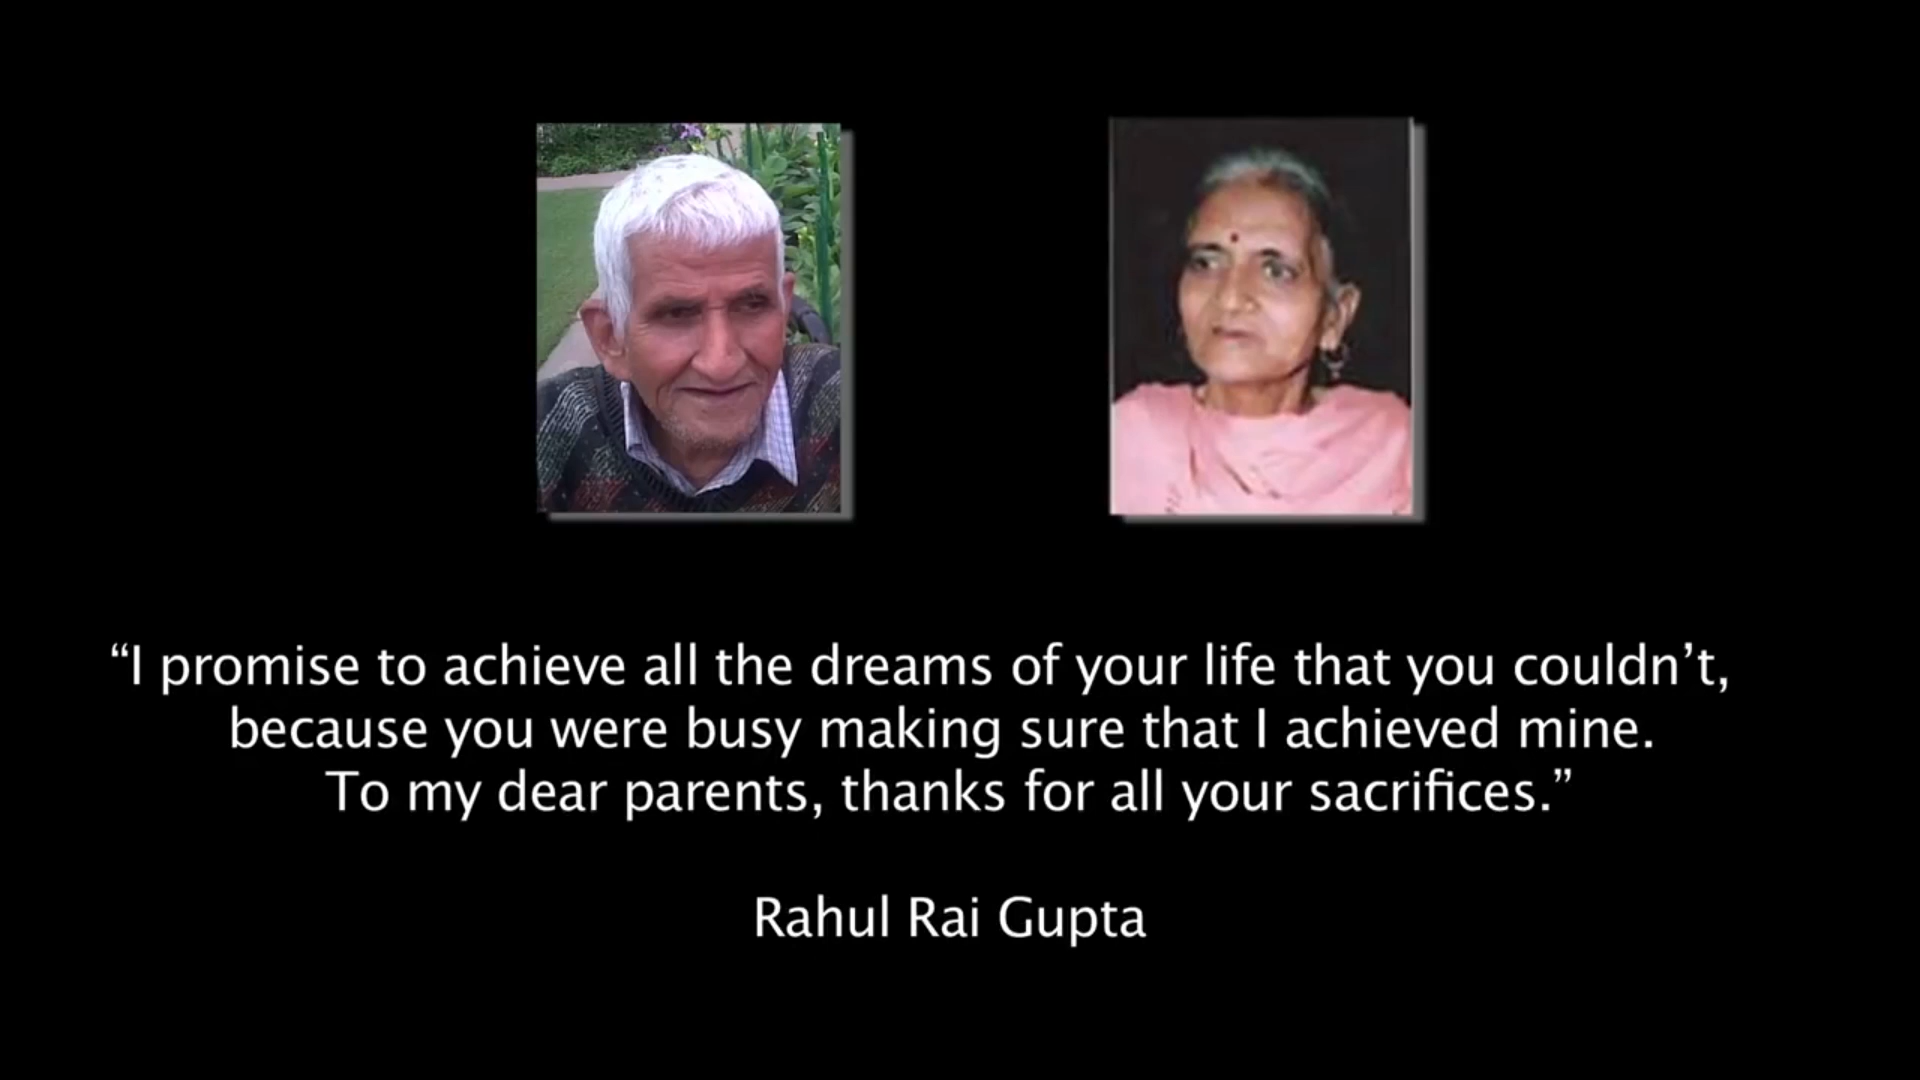 “I promise to achieve all the dreams of your life that you couldn’t,
because you were busy making sure that I achieved mine.
To my dear parents, thanks for all your sacrifices.”
Rahul Rai Gupta